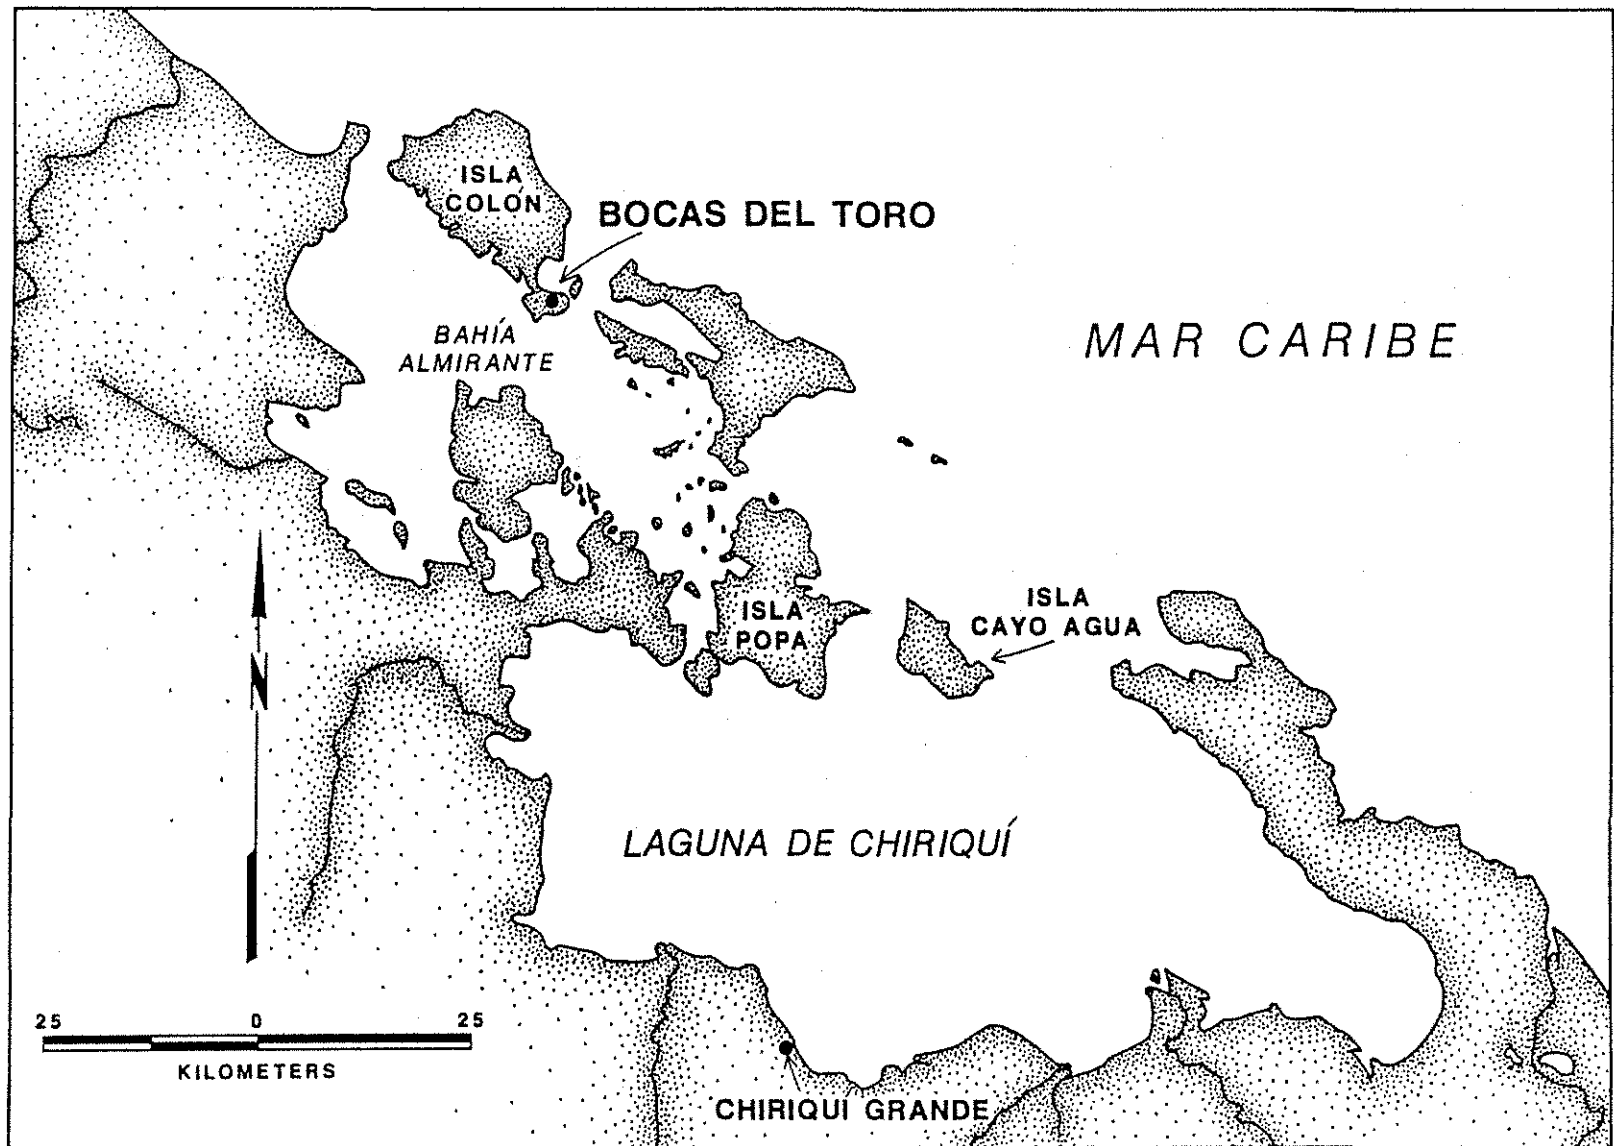 ISLA
COLÓN
BOCAS DEL TORO
BAHÍA
ALMIRANTE
MAR CARIBE
ISLA
POPA
ISLA
CAYO AGUA
N
LAGUNA DE CHIRIQUÍ
25 0 25
KILOMETERS
CHIRIQUI GRANDE